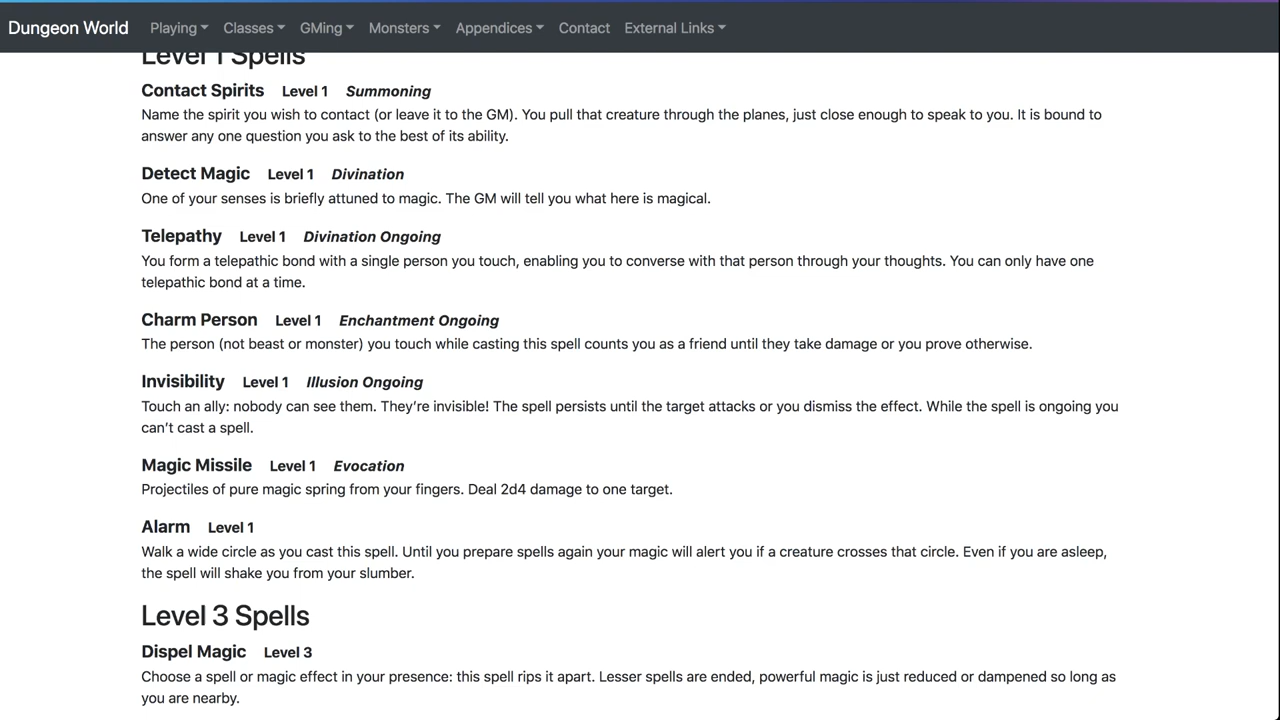 Dungeon World Playing Classes GMing Monsters Appendices Contact External Links
Level 1 Spells
Contact Spirits Level 1 Summoning
Name the spirit you wish to contact (or leave it to the GM). You pull that creature through the planes, just close enough to speak to you. It is bound to
answer any one question you ask to the best of its ability.
Detect Magic Level 1 Divination
One of your senses is briefly attuned to magic. The GM will tell you what here is magical.
Telepathy Level 1 Divination Ongoing
You form a telepathic bond with a single person you touch, enabling you to converse with that person through your thoughts. You can only have one
telepathic bond at a time.
Charm Person Level 1 Enchantment Ongoing
The person (not beast or monster) you touch while casting this spell counts you as a friend until they take damage or you prove otherwise.
Invisibility Level 1 Illusion Ongoing
Touch an ally: nobody can see them. They’re invisible! The spell persists until the target attacks or you dismiss the effect. While the spell is ongoing you
can’t cast a spell.
Magic Missile Level 1 Evocation
Projectiles of pure magic spring from your fingers. Deal 2d4 damage to one target.
Alarm Level 1
Walk a wide circle as you cast this spell. Until you prepare spells again your magic will alert you if a creature crosses that circle. Even if you are asleep,
the spell will shake you from your slumber.
Level 3 Spells
Dispel Magic Level 3
Choose a spell or magic effect in your presence: this spell rips it apart. Lesser spells are ended, powerful magic is just reduced or dampened so long as
you are nearby.